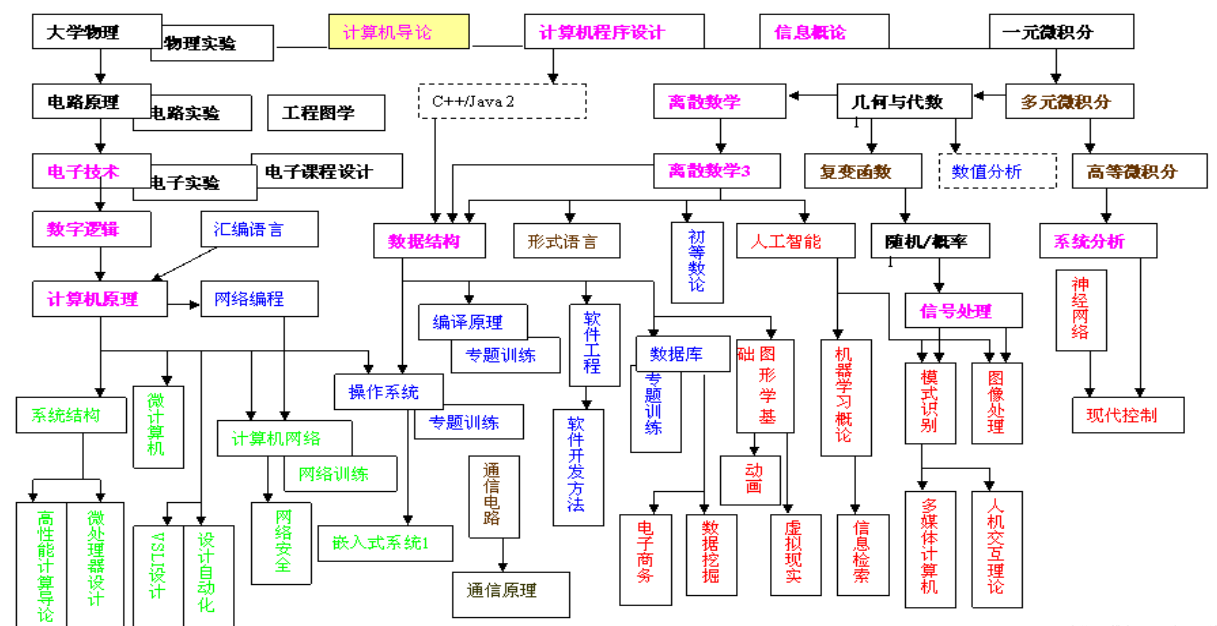 大学物理
物理实验
计算机导论
计算机程序设计
信息概论
一元微积分
电路原理
电路实验
工程图学
C++/Java 2
离散数学
几何与代数
1
多元微积分
电子技术
电子实验
电子课程设计
离散数学3
复变函数
数值分析
高等微积分
数字逻辑
汇编语言
数据结构
形式语言
初等数论
人工智能
随机/概率
1
系统分析
计算机原理
网络编程
编译原理
专题训练
软件工程
数据库
专题训练
图形学基础
机器学习概论
信号处理
模式识别
图像处理
神经网络
现代控制
系统结构
微计算机
操作系统
专题训练
计算机网络
网络训练
通信电路
软件开发方法
动画
高性能计算导论
微处理器设计
VSLI设计
设计自动化
网络安全
嵌入式系统1
通信原理
电子商务
数据挖掘
虚拟现实
信息检索
多媒体计算机
人机交互理论